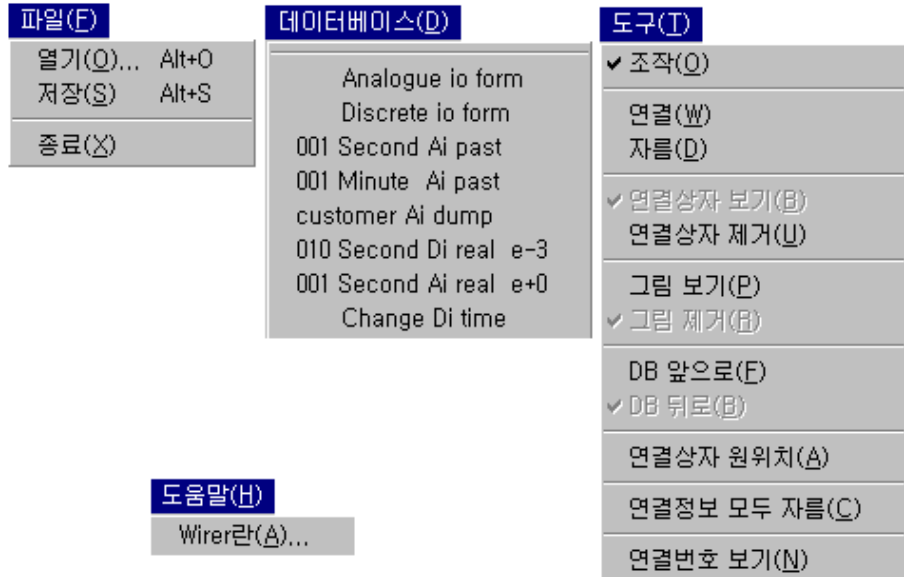 파일(F)
열기(O)... Alt+O
저장(S) Alt+S
종료(X)
데이터베이스(D)
Analogue io form
Discrete io form
001 Second Ai past
001 Minute Ai past
customer Ai dump
010 Second Di real e-3
001 Second Ai real e+0
Change Di time
도구(T)
조작(O)
연결(W)
자름(D)
연결상자 보기(B)
연결상자 제거(U)
그림 보기(P)
그림 제거(R)
DB 앞으로(F)
DB 뒤로(B)
연결상자 원위치(A)
연결정보 모두 자름(C)
연결번호 보기(N)
도움말(H)
Wirer란(A)...